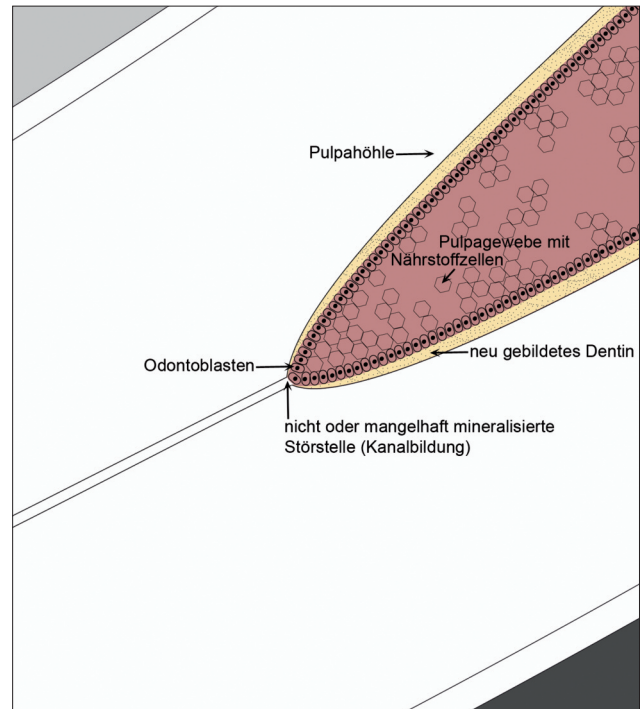 Pulpahöhle
Pulpagewebe mit
Nährstoffzellen
Odontoblasten
neu gebildetes Dentin
nicht oder mangelhaft mineralisierte
Störstelle (Kanalbildung)